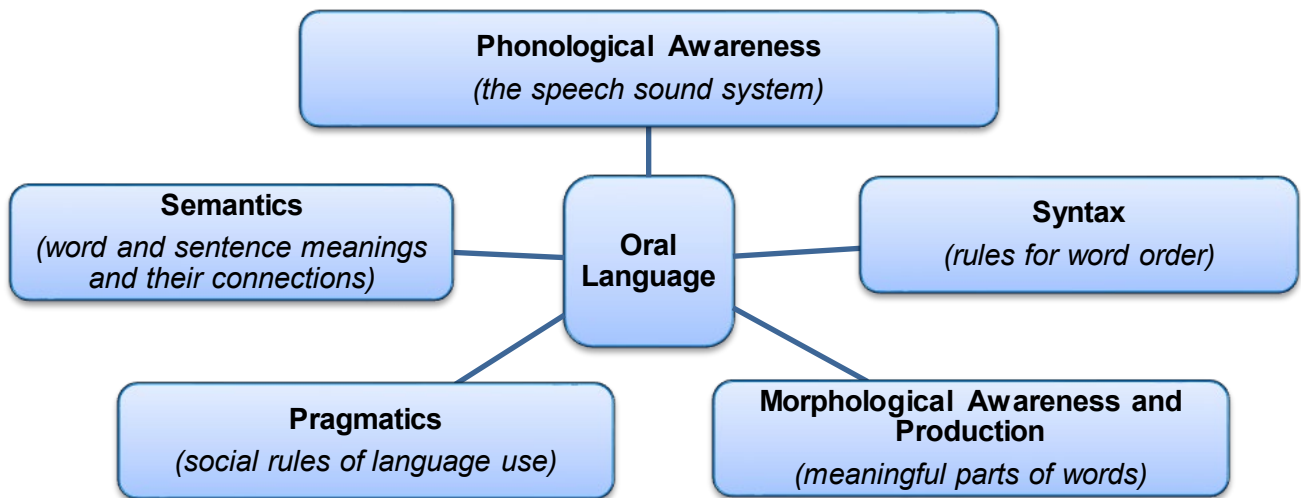 Phonological Awareness
(the speech sound system)
Semantics
(word and sentence meanings
and their connections)
Oral
Language
Syntax
(rules for word order)
Pragmatics
(social rules of language use)
Morphological Awareness and
Production
(meaningful parts of words)